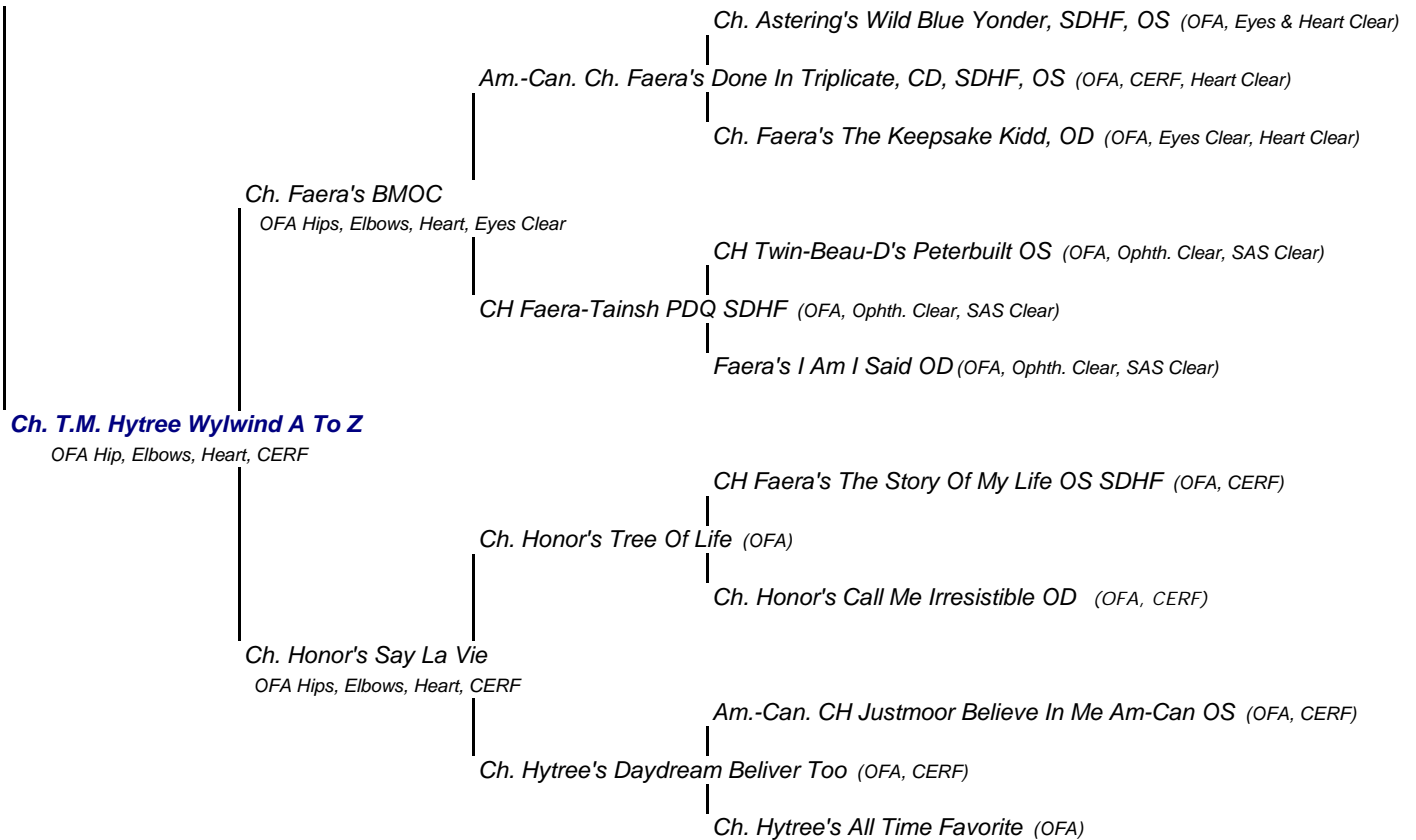 Ch. Astering's Wild Blue Yonder, SDHF, OS (OFA, Eyes & Heart Clear)
Am.-Can. Ch. Faera's Done In Triplicate, CD, SDHF, OS (OFA, CERF, Heart Clear)
Ch. Faera's The Keepsake Kidd, OD (OFA, Eyes Clear, Heart Clear)
Ch. Faera's BMOC
OFA Hips, Elbows, Heart, Eyes Clear
CH Twin-Beau-D's Peterbuilt OS (OFA, Ophth. Clear, SAS Clear)
CH Faera-Tainsh PDQ SDHF (OFA, Ophth. Clear, SAS Clear)
Faera's I Am I Said OD (OFA, Ophth. Clear, SAS Clear)
Ch. T.M. Hytree Wylwind A To Z
OFA Hip, Elbows, Heart, CERF
CH Faera's The Story Of My Life OS SDHF (OFA, CERF)
Ch. Honor's Tree Of Life (OFA)
Ch. Honor's Call Me Irresistible OD (OFA, CERF)
Ch. Honor's Say La Vie
OFA Hips, Elbows, Heart, CERF
Am.-Can. CH Justmoor Believe In Me Am-Can OS (OFA, CERF)
Ch. Hytree's Daydream Beliver Too (OFA, CERF)
Ch. Hytree's All Time Favorite (OFA)